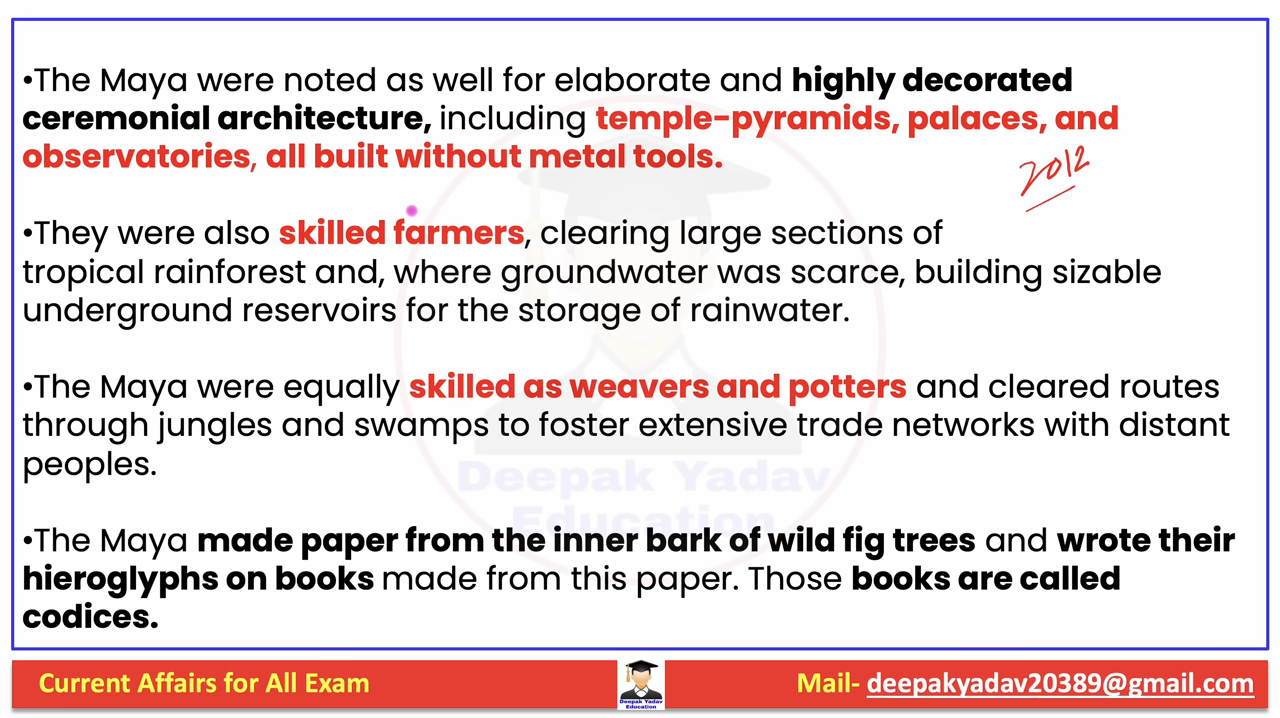 •The Maya were noted as well for elaborate and highly decorated
ceremonial architecture, including temple-pyramids, palaces, and
observatories, all built without metal tools.
2012
•They were also skilled farmers, clearing large sections of
tropical rainforest and, where groundwater was scarce, building sizable
underground reservoirs for the storage of rainwater.
•The Maya were equally skilled as weavers and potters and cleared routes
through jungles and swamps to foster extensive trade networks with distant
peoples.
Deepak Yadav
Education
•The Maya made paper from the inner bark of wild fig trees and wrote their
hieroglyphs on books made from this paper. Those books are called
codices.
Current Affairs for All Exam
Deepak Yadav
Education
Mail- deepakyadav20389@gmail.com